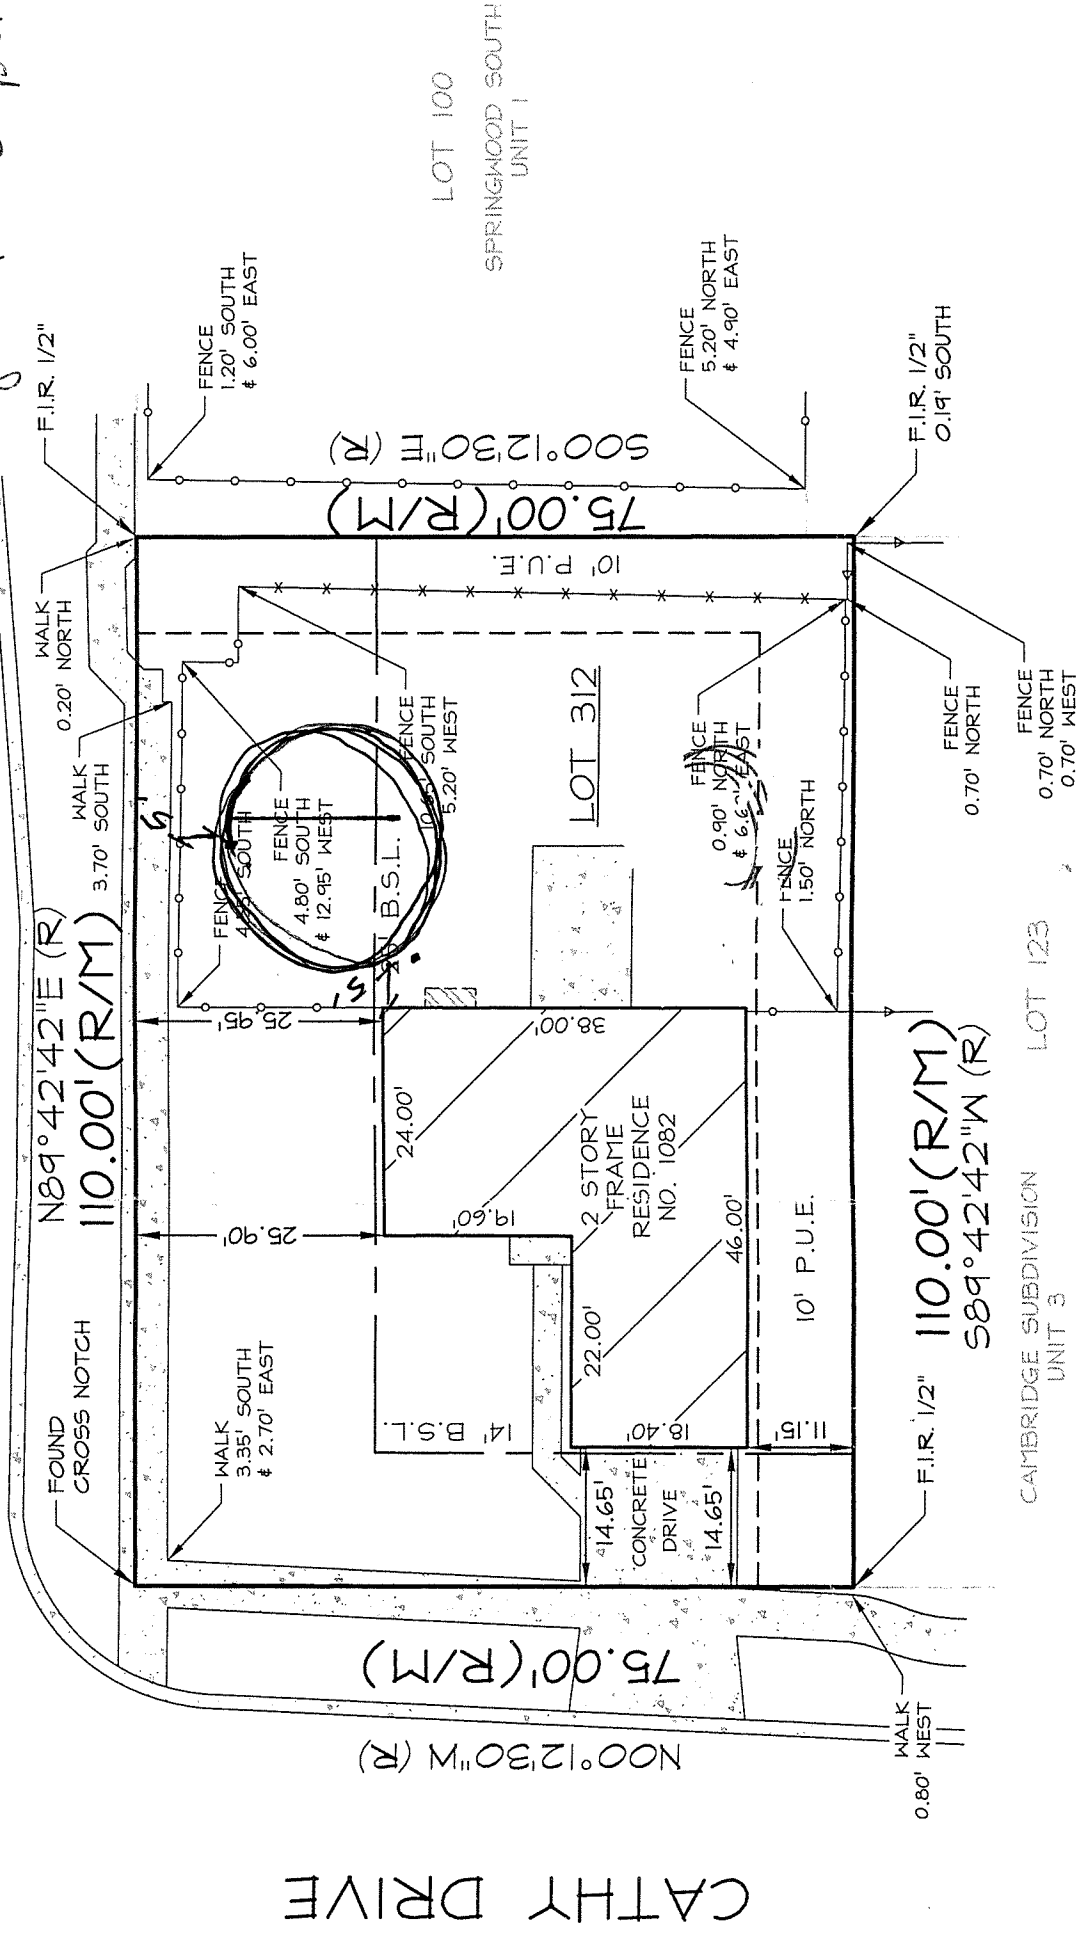 N89°42'42"E (R)
110.00' (R/M)
FOUND
CROSS NOTCH
WALK
3.35' SOUTH
& 2.70' EAST
25.90'
25.95'
WALK
3.70' SOUTH
WALK
0.20' NORTH
F.I.R. 1/2"
5'
5'
FENCE
SOUTH
FENCE
4.80' SOUTH
& 12.95' WEST
FENCE
SOUTH
5.20' WEST
B.S.L.
FENCE
1.20' SOUTH
& 6.00' EAST
LOT 100
SPRINGWOOD SOUTH
UNIT 1
S00°12'30"E (R)
75.00' (R/M)
10' P.U.E.
FENCE
5.20' NORTH
& 4.90' EAST
F.I.R. 1/2"
0.19' SOUTH
LOT 312
FENCE
0.90' NORTH
EAST
FENCE
1.50' NORTH
14' B.S.L.
24.00'
38.00'
19.60'
2 STORY
FRAME
RESIDENCE
NO. 1082
22.00'
46.00'
18.40'
11.15'
14.65'
CONCRETE
DRIVE
14.65'
10' P.U.E.
FENCE
0.70' NORTH
FENCE
0.70' NORTH
0.70' WEST
110.00' (R/M)
S89°42'42"W (R)
F.I.R. 1/2"
WALK
0.80' WEST
CAMBRIDGE SUBDIVISION
UNIT 3
LOT 123
75.00' (R/M)
N00°12'30"W (R)
CATHY DRIVE